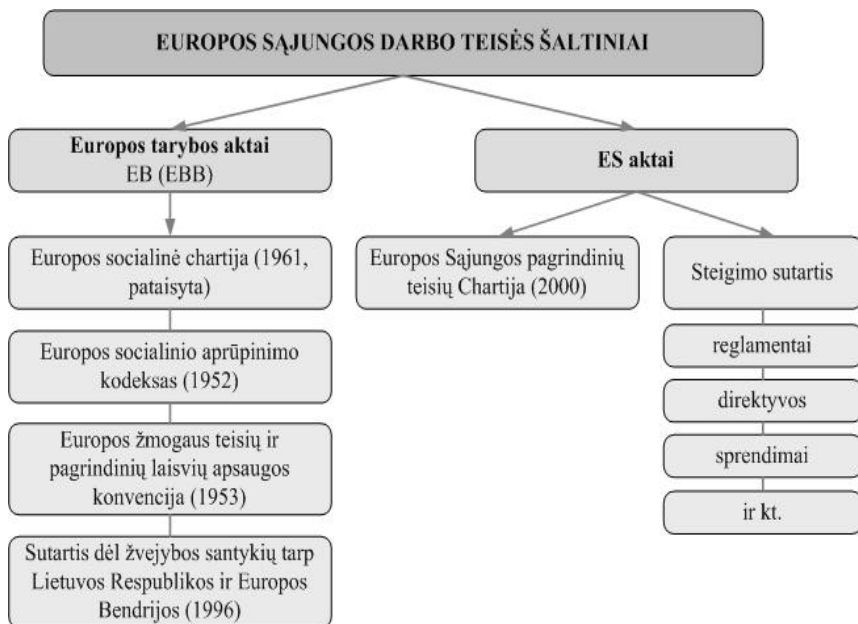 EUROPOS SĄJUNGOS DARBO TEISĖS ŠALTINIAI
Europos tarybos aktai
EB (EBB)
Europos socialinė chartija (1961,
pataisyta)
Europos socialinio aprūpinimo
kodeksas (1952)
Europos žmogaus teisių ir
pagrindinių laisvių apsaugos
konvencija (1953)
Sutartis dėl žvejybos santykių tarp
Lietuvos Respublikos ir Europos
Bendrijos (1996)
ES aktai
Europos Sąjungos pagrindinių
teisių Chartija (2000)
Steigimo sutartis
reglamentai
direktyvos
sprendimai
ir kt.